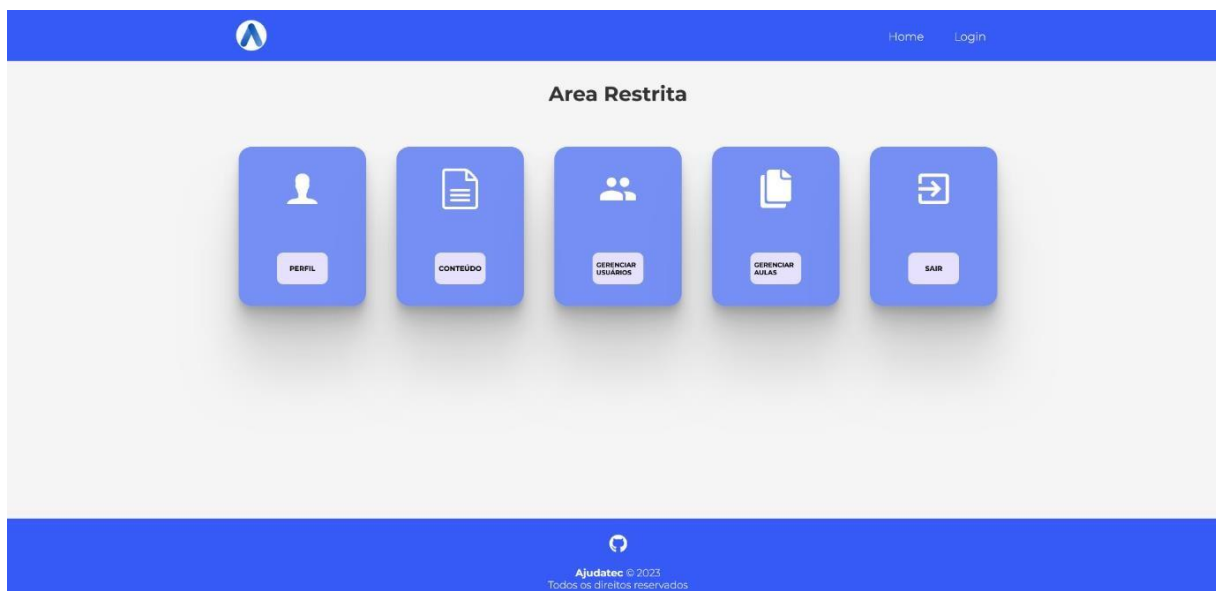 Home Login
Area Restrita
PERFIL
CONTEÚDO
GERENCIAR
USUÁRIOS
GERENCIAR
AULAS
SAIR
Ajudatec © 2023
Todos os direitos reservados